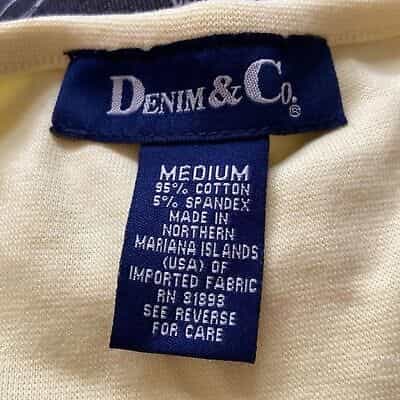 DENIM & CO.®
MEDIUM
95% COTTON
5% SPANDEX
MADE IN
NORTHERN
MARIANA ISLANDS
(USA) OF
IMPORTED FABRIC
RN 81893
SEE REVERSE
FOR CARE